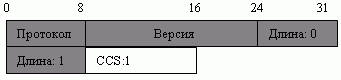 0 8 16 24 31
Протокол Версия Длина: 0
Длина: 1 CCS:1